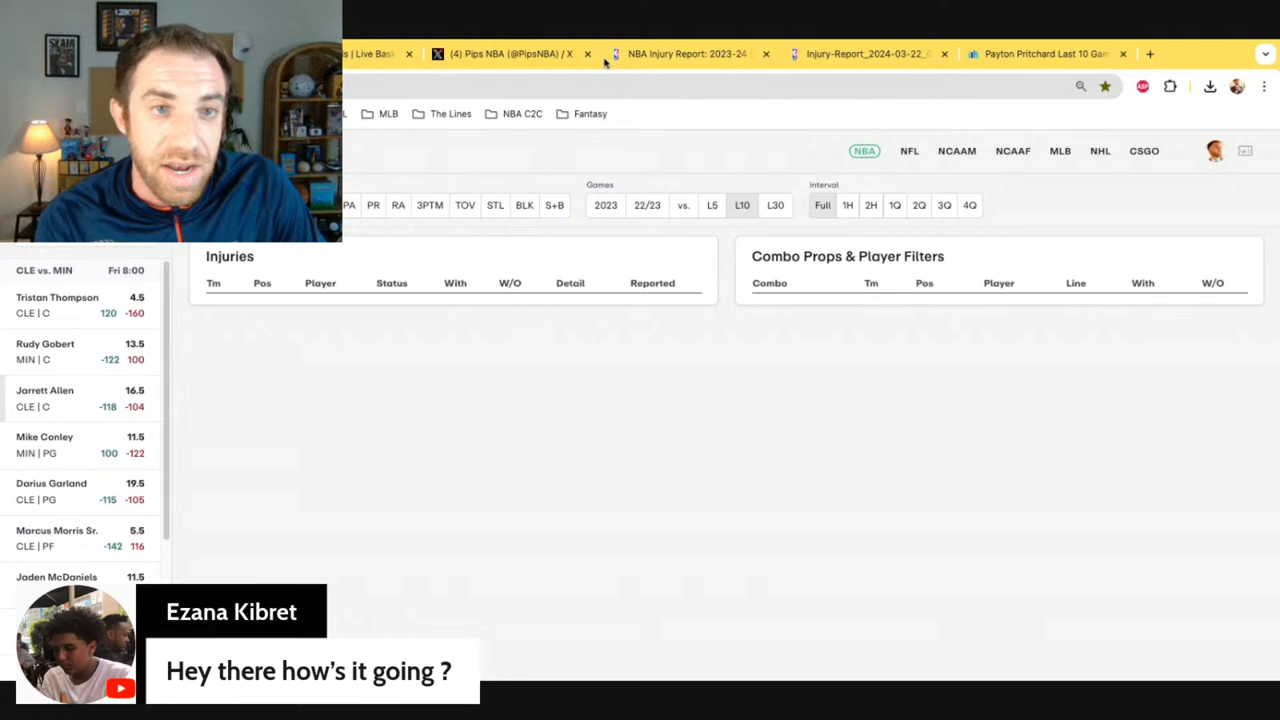 s | Live Bask
(4) Pips NBA (@PipsNBA) / X
NBA Injury Report: 2023-24
Injury-Report_2024-03-22_
Payton Pritchard Last 10 Gam
MLB
The Lines
NBA C2C
Fantasy
NBA
NFL
NCAAM
NCAAF
MLB
NHL
CSGO
Games
Interval
PA PR RA 3PTM TOV STL BLK S+B
2023 22/23 vs. L5 L10 L30
Full 1H 2H 1Q 2Q 3Q 4Q
Injuries
Tm Pos Player Status With W/O Detail Reported
Combo Props & Player Filters
Combo Tm Pos Player Line With W/O
CLE vs. MIN Fri 8:00
Tristan Thompson 4.5
CLE | C 120 -160
Rudy Gobert 13.5
MIN | C -122 100
Jarrett Allen 16.5
CLE | C -118 -104
Mike Conley 11.5
MIN | PG 100 -122
Darius Garland 19.5
CLE | PG -115 -105
Marcus Morris Sr. 5.5
CLE | PF -142 116
Jaden McDaniels 11.5
Ezana Kibret
Hey there how's it going ?